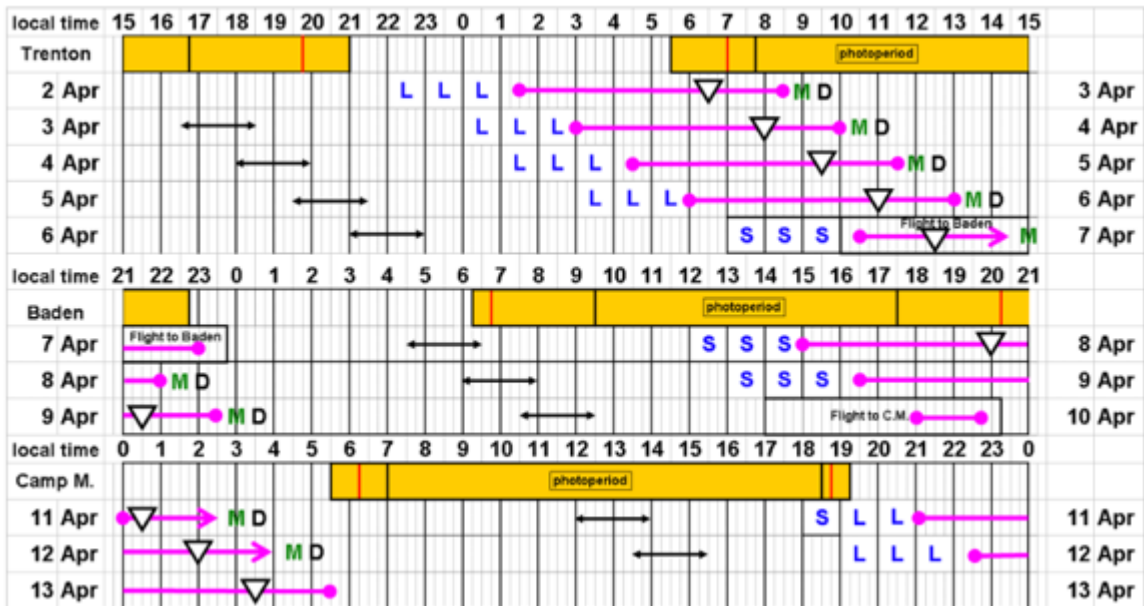 local time 15 16 17 18 19 20 21 22 23 0 1 2 3 4 5 6 7 8 9 10 11 12 13 14 15
Trenton photoperiod
2 Apr L L L M D 3 Apr
3 Apr L L L M D 4 Apr
4 Apr L L L M D 5 Apr
5 Apr L L L M D 6 Apr
6 Apr S S S Flight to Baden M 7 Apr
local time 21 22 23 0 1 2 3 4 5 6 7 8 9 10 11 12 13 14 15 16 17 18 19 20 21
Baden photoperiod
7 Apr Flight to Baden S S S 8 Apr
8 Apr M D S S S 9 Apr
9 Apr M D Flight to C.M. 10 Apr
local time 0 1 2 3 4 5 6 7 8 9 10 11 12 13 14 15 16 17 18 19 20 21 22 23 0
Camp M. photoperiod
11 Apr M D S L L 11 Apr
12 Apr M D L L L 12 Apr
13 Apr 13 Apr